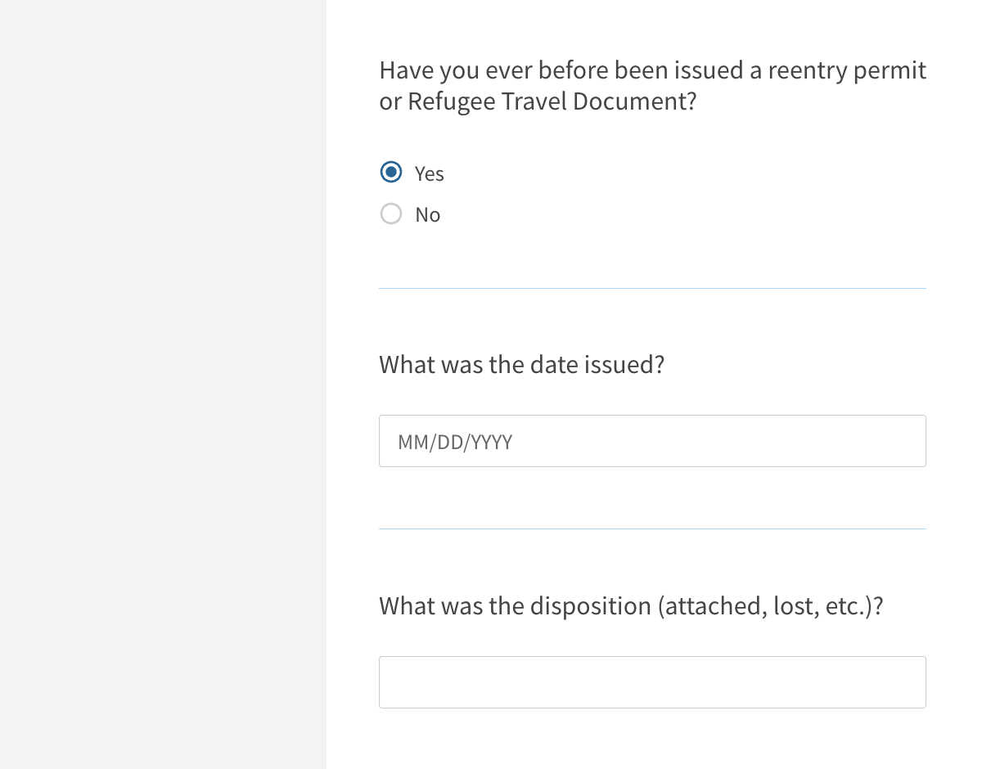 Have you ever before been issued a reentry permit
or Refugee Travel Document?
Yes
No
What was the date issued?
MM/DD/YYYY
What was the disposition (attached, lost, etc.)?